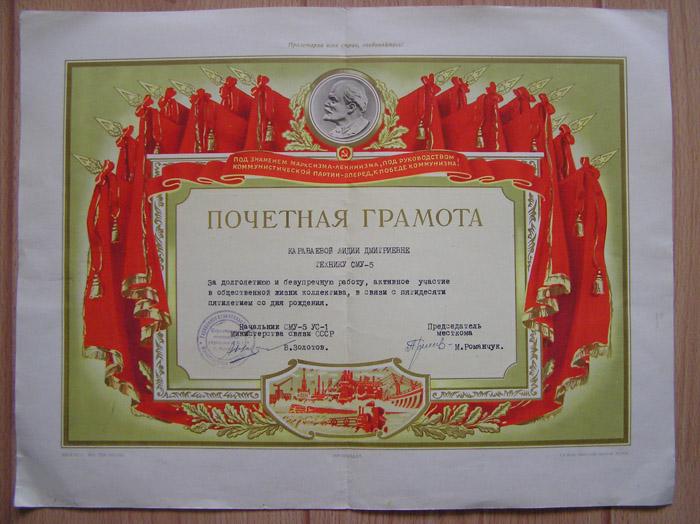 Пролетарии всех стран, соединяйтесь!
ПОД ЗНАМЕНЕМ МАРКСИЗМА-ЛЕНИНИЗМА, ПОД РУКОВОДСТВОМ
КОММУНИСТИЧЕСКОЙ ПАРТИИ-ВПЕРЕД, К ПОБЕДЕ КОММУНИЗМА!
ПОЧЕТНАЯ ГРАМОТА
КАРАВАЕВОЙ ЛИДИИ ДМИТРИЕВНЕ
ТЕХНИКУ СМУ-5
За долголетнюю и безупречную работу, активное участие
в общественной жизни коллектива, в связи с пятидесяти
пятилетием со дня рождения.
Начальник СМУ-5 УС-1
Министерства связи СССР
В.Золотов.
Председатель
месткома
М.Романчук.